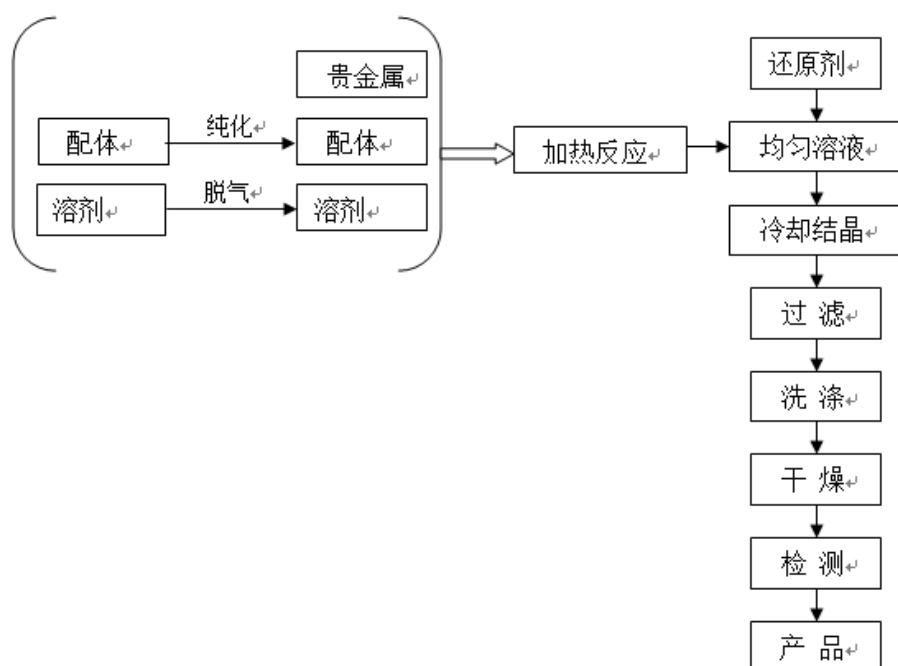 贵金属
配体
纯化
配体
溶剂
脱气
溶剂
加热反应
还原剂
均匀溶液
冷却结晶
过 滤
洗 涤
干 燥
检 测
产 品